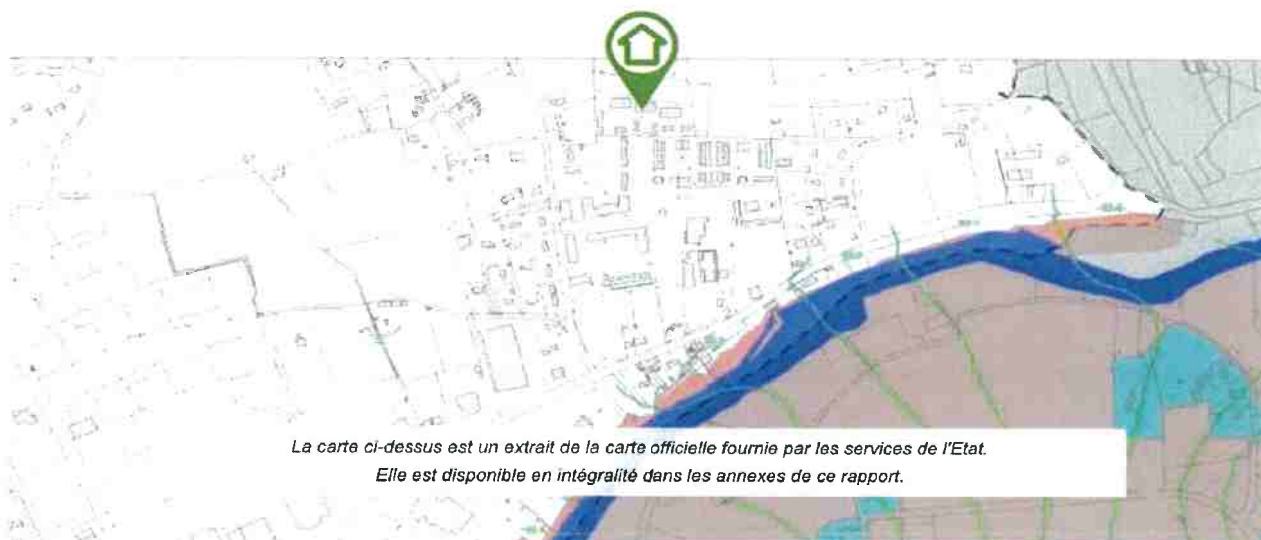 La carte ci-dessus est un extrait de la carte officielle fournie par les services de l'Etat.
Elle est disponible en intégralité dans les annexes de ce rapport.